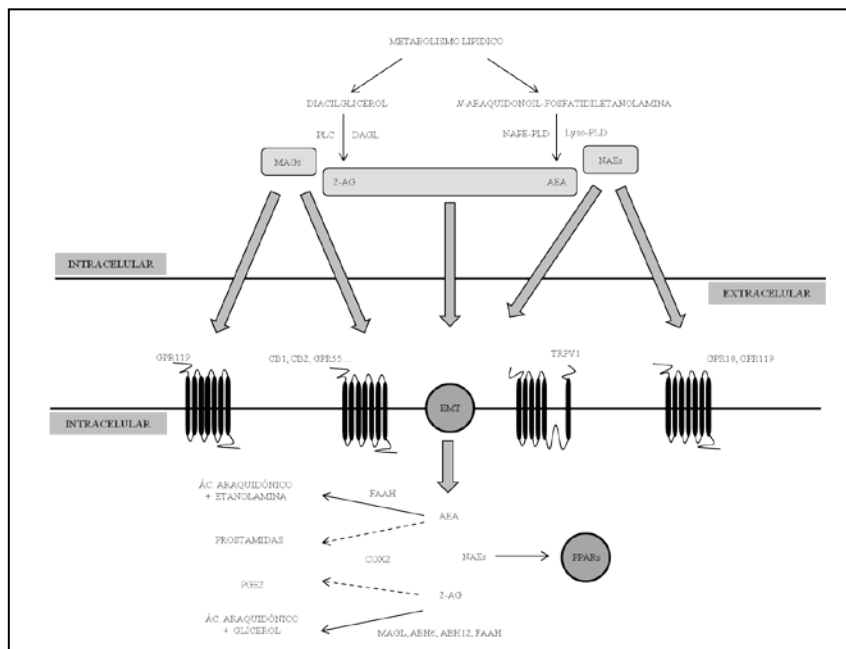 METABOLISMO LIPÍDICO
DIACILGLICEROL
N-ARAQUIDONOIL-FOSFATIDILETANOLAMINA
PLC
DAGL
NAPE-PLD
Lyso-PLD
MAGs
NAEs
2-AG
AEA
INTRACELULAR
EXTRACELULAR
GPR119
CB1, CB2, GPR55…
TRPV1
GPR18, GPR119
INTRACELULAR
EMT
ÁC. ARAQUIDÓNICO
+ ETANOLAMINA
FAAH
AEA
PROSTAMIDAS
COX2
NAEs
PPARs
PGE2
2-AG
ÁC. ARAQUIDÓNICO
+ GLICEROL
MAGL, ABH6, ABH12, FAAH